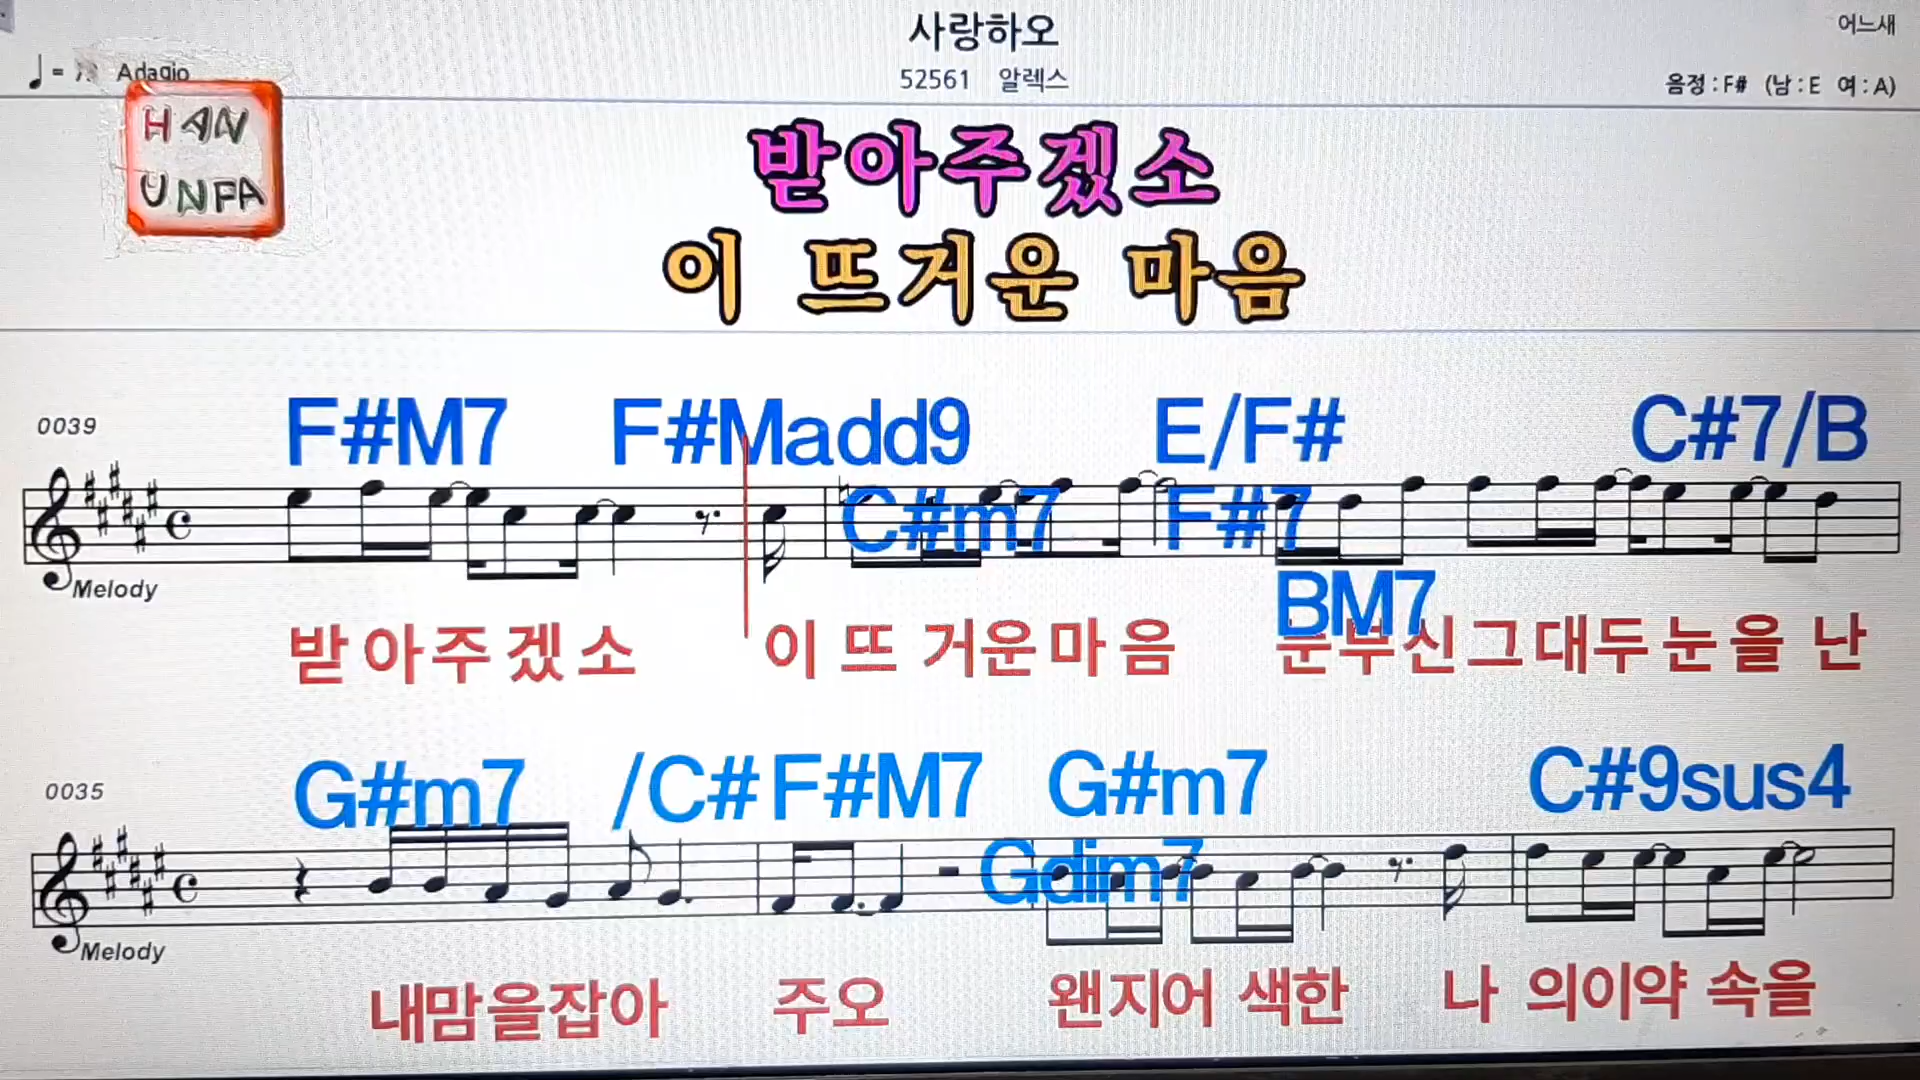 사랑하오
어느새
♩= Adagio
52561 알렉스
음정 : F# (남 : E 여 : A)
HAN
UNFA
받아주겠소
이 뜨거운 마음
0039
F#M7 F#Madd9 E/F# C#7/B
C#m7 F#7
BM7
Melody
받아주겠소 이뜨거운마음 눈부신그대두눈을 난
0035
G#m7 /C# F#M7 G#m7 C#9sus4
Gdim7
Melody
내맘을잡아 주오 왠지어색한 나의이약속을